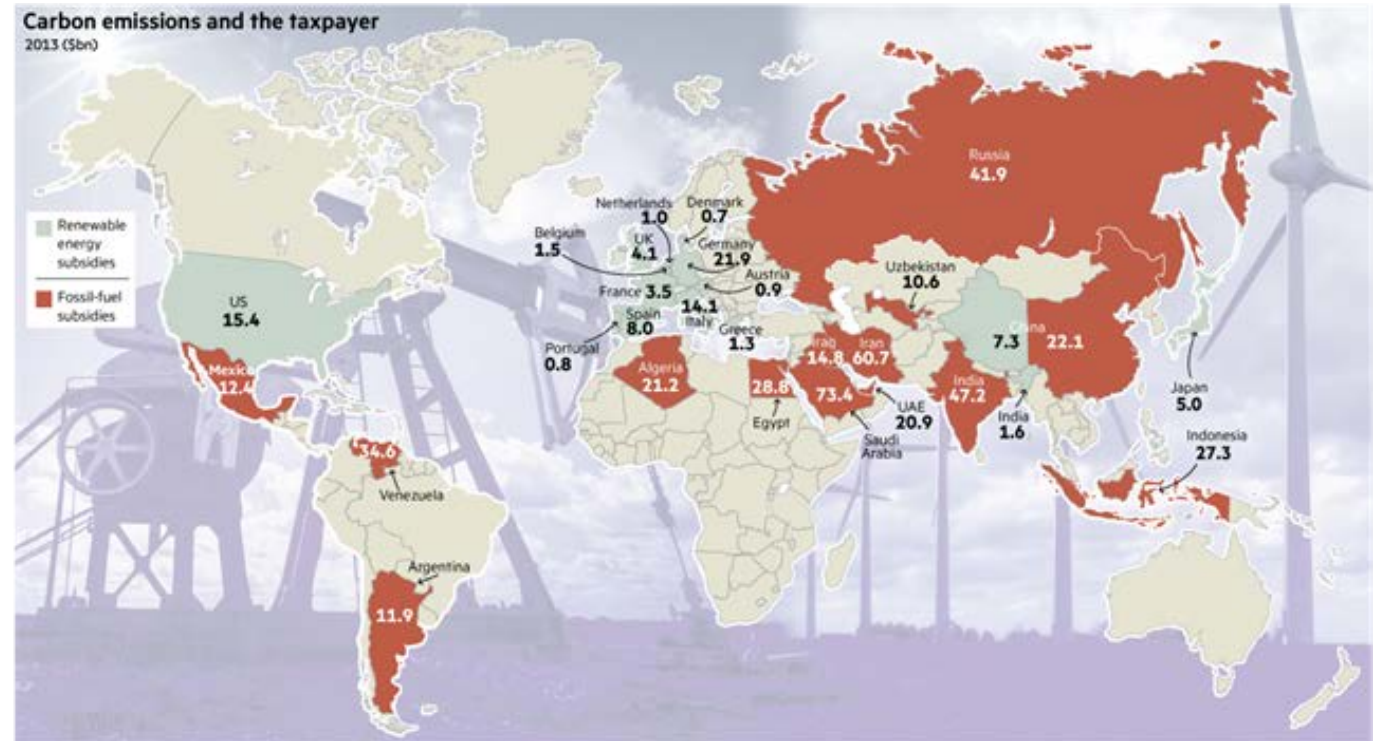 Carbon emissions and the taxpayer
2013 ($bn)
Renewable
energy
subsidies
Fossil-fuel
subsidies
US
15.4
Mexico
12.4
34.6
Venezuela
Argentina
11.9
Netherlands
1.0
Denmark
0.7
Belgium
1.5
UK
4.1
Germany
21.9
Austria
0.9
France 3.5
14.1
Italy
Spain
8.0
Greece
1.3
Portugal
0.8
Algeria
21.2
28.8
Egypt
Russia
41.9
Uzbekistan
10.6
Iraq
14.8
Iran
60.7
73.4
Saudi
Arabia
UAE
20.9
India
47.2
India
1.6
China
7.3 22.1
Japan
5.0
Indonesia
27.3